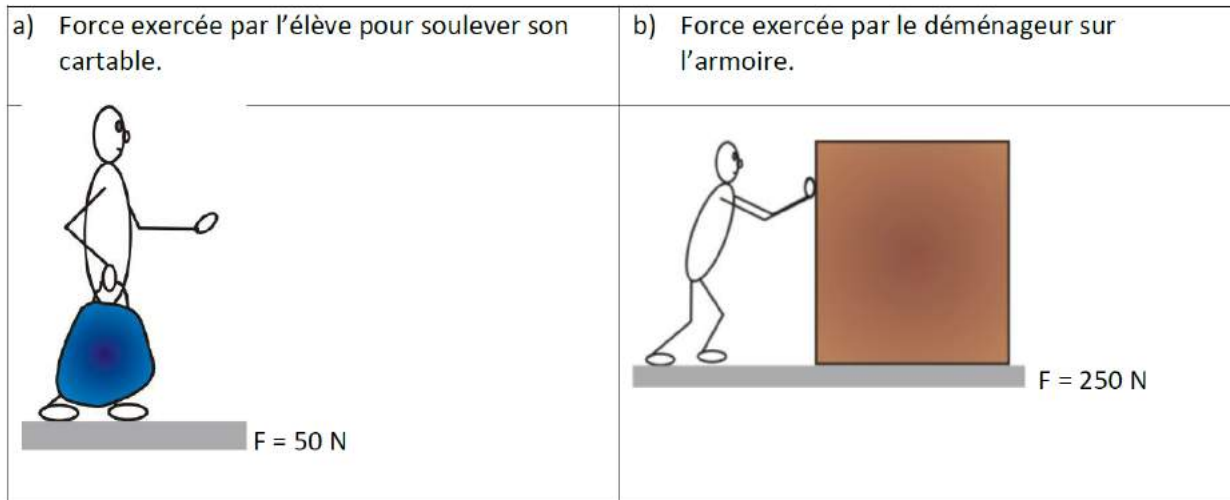 a) Force exercée par l'élève pour soulever son
cartable.
b) Force exercée par le déménageur sur
l'armoire.
F = 50 N
F = 250 N